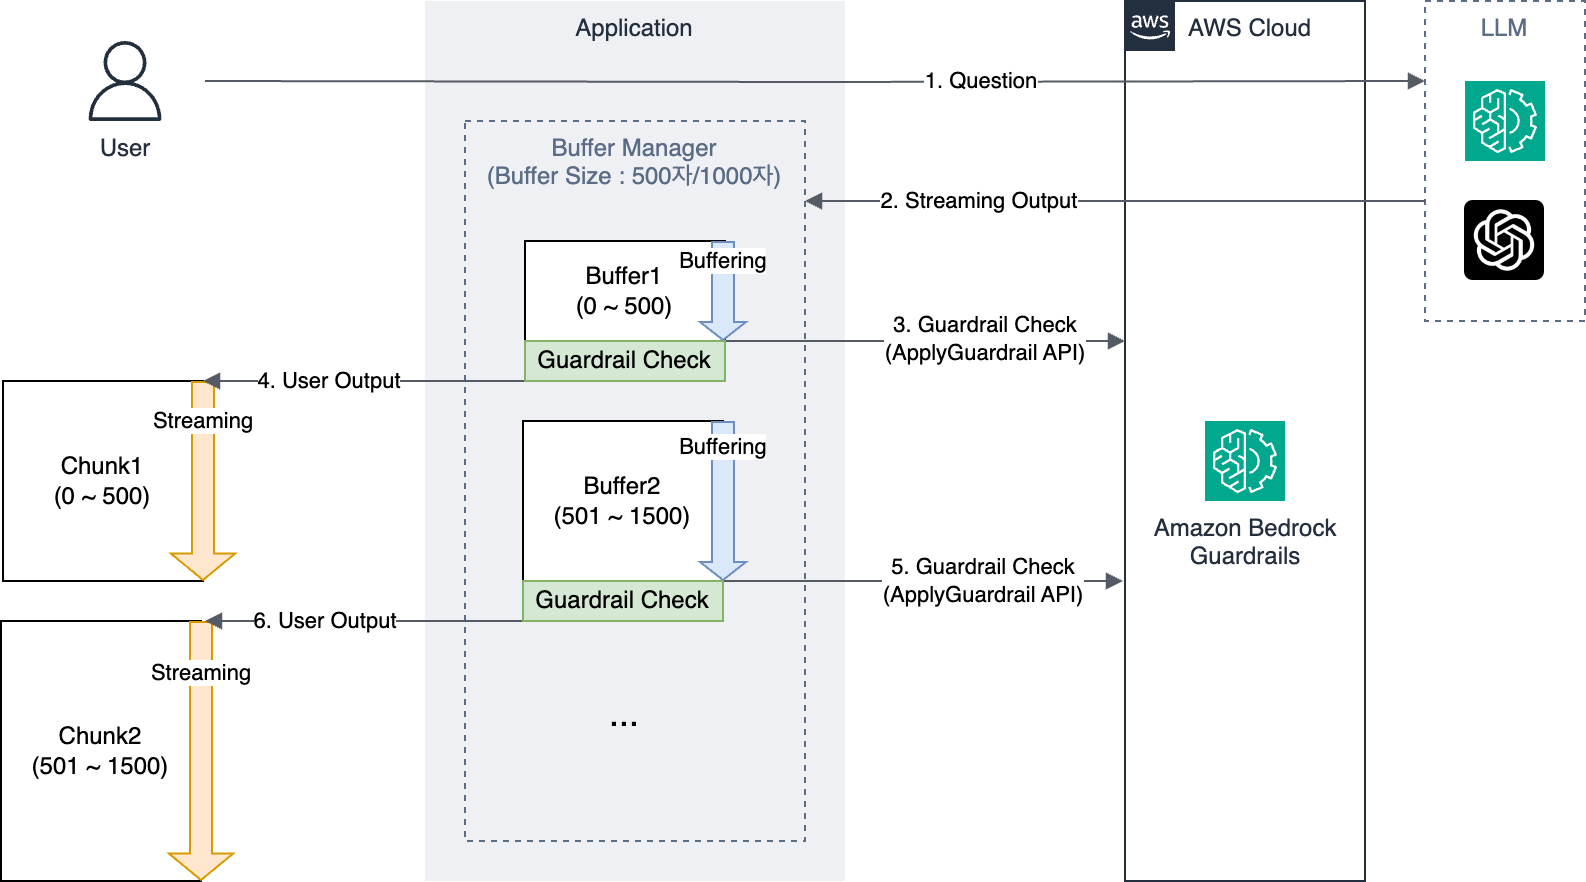 Application
aws
AWS Cloud
LLM
1. Question
User
Buffer Manager
(Buffer Size : 500자/1000자)
2. Streaming Output
Buffering
Buffer1
(0 ~ 500)
3. Guardrail Check
(ApplyGuardrail API)
Guardrail Check
4. User Output
Streaming
Chunk1
(0 ~ 500)
Buffering
Buffer2
(501 ~ 1500)
Amazon Bedrock
Guardrails
5. Guardrail Check
(ApplyGuardrail API)
Guardrail Check
6. User Output
Streaming
Chunk2
(501 ~ 1500)
...